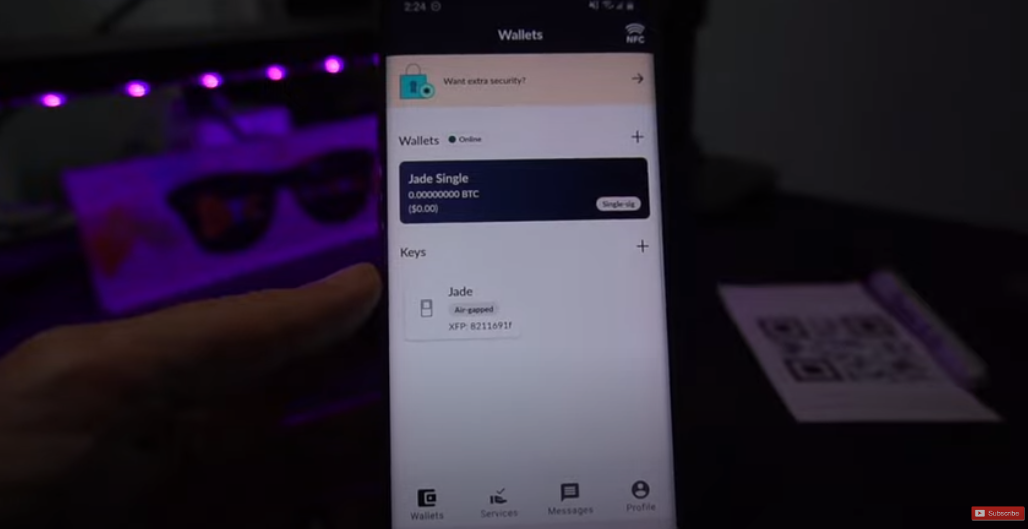 2:24
Wallets
NFC
Want extra security?
Wallets Online
Jade Single
0.00000000 BTC
($0.00)
Single-sig
Keys
Jade
Air-gapped
XFP: 8211691f
Wallets Services Messages Profile
Subscribe